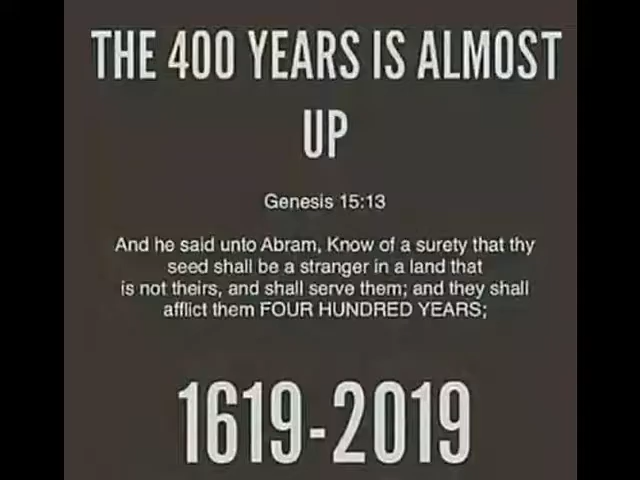 THE 400 YEARS IS ALMOST
UP
Genesis 15:13
And he said unto Abram, Know of a surety that thy
seed shall be a stranger in a land that
is not theirs, and shall serve them; and they shall
afflict them FOUR HUNDRED YEARS;
1619-2019